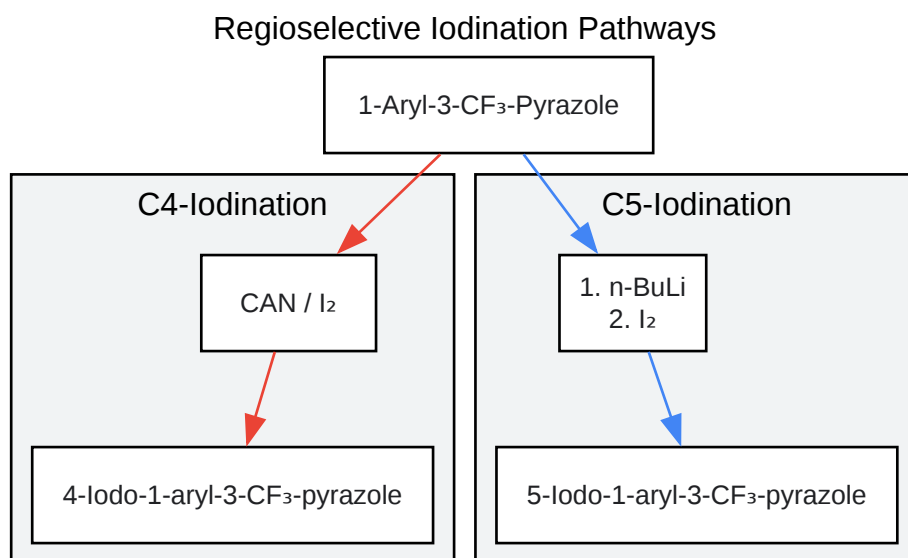 Regioselective Iodination Pathways
1-Aryl-3-CF₃-Pyrazole
C4-Iodination
C5-Iodination
CAN / I₂
1. n-BuLi
2. I₂
4-Iodo-1-aryl-3-CF₃-pyrazole
5-Iodo-1-aryl-3-CF₃-pyrazole